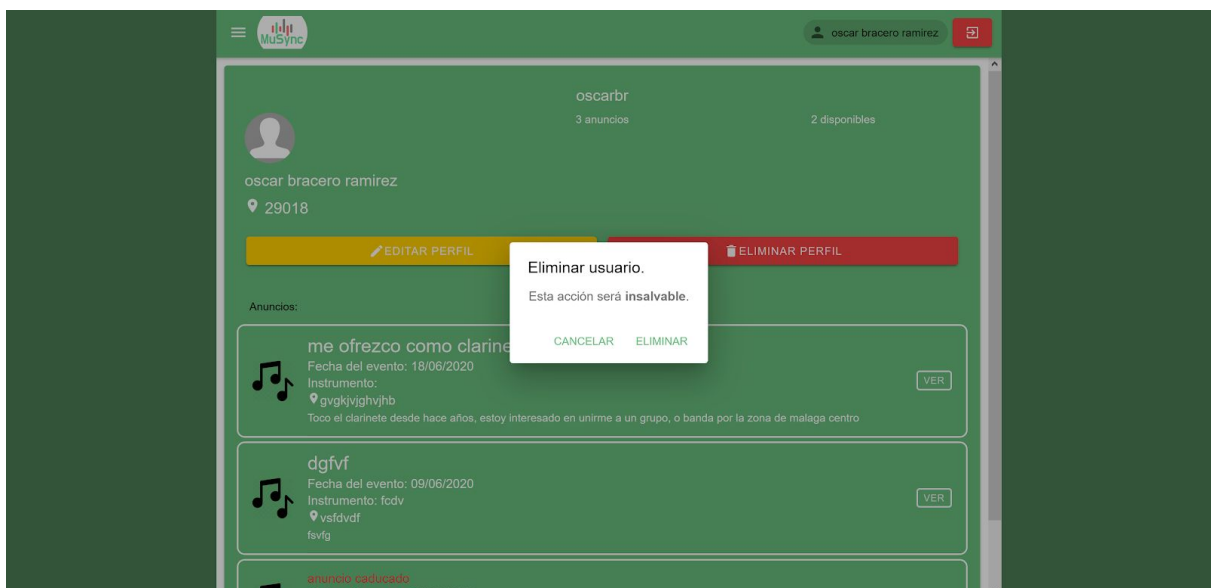 MuSync
oscar bracero ramirez
oscarbr
3 anuncios
2 disponibles
oscar bracero ramirez
29018
EDITAR PERFIL
ELIMINAR PERFIL
Eliminar usuario.
Esta acción será insalvable.
CANCELAR ELIMINAR
Anuncios:
me ofrezco como clarine
Fecha del evento: 18/06/2020
Instrumento:
gvgkjvjghvjhb
Toco el clarinete desde hace años, estoy interesado en unirme a un grupo, o banda por la zona de malaga centro
VER
dgfvf
Fecha del evento: 09/06/2020
Instrumento: fcdv
vsfdvdf
fsvfg
VER
anuncio caducado